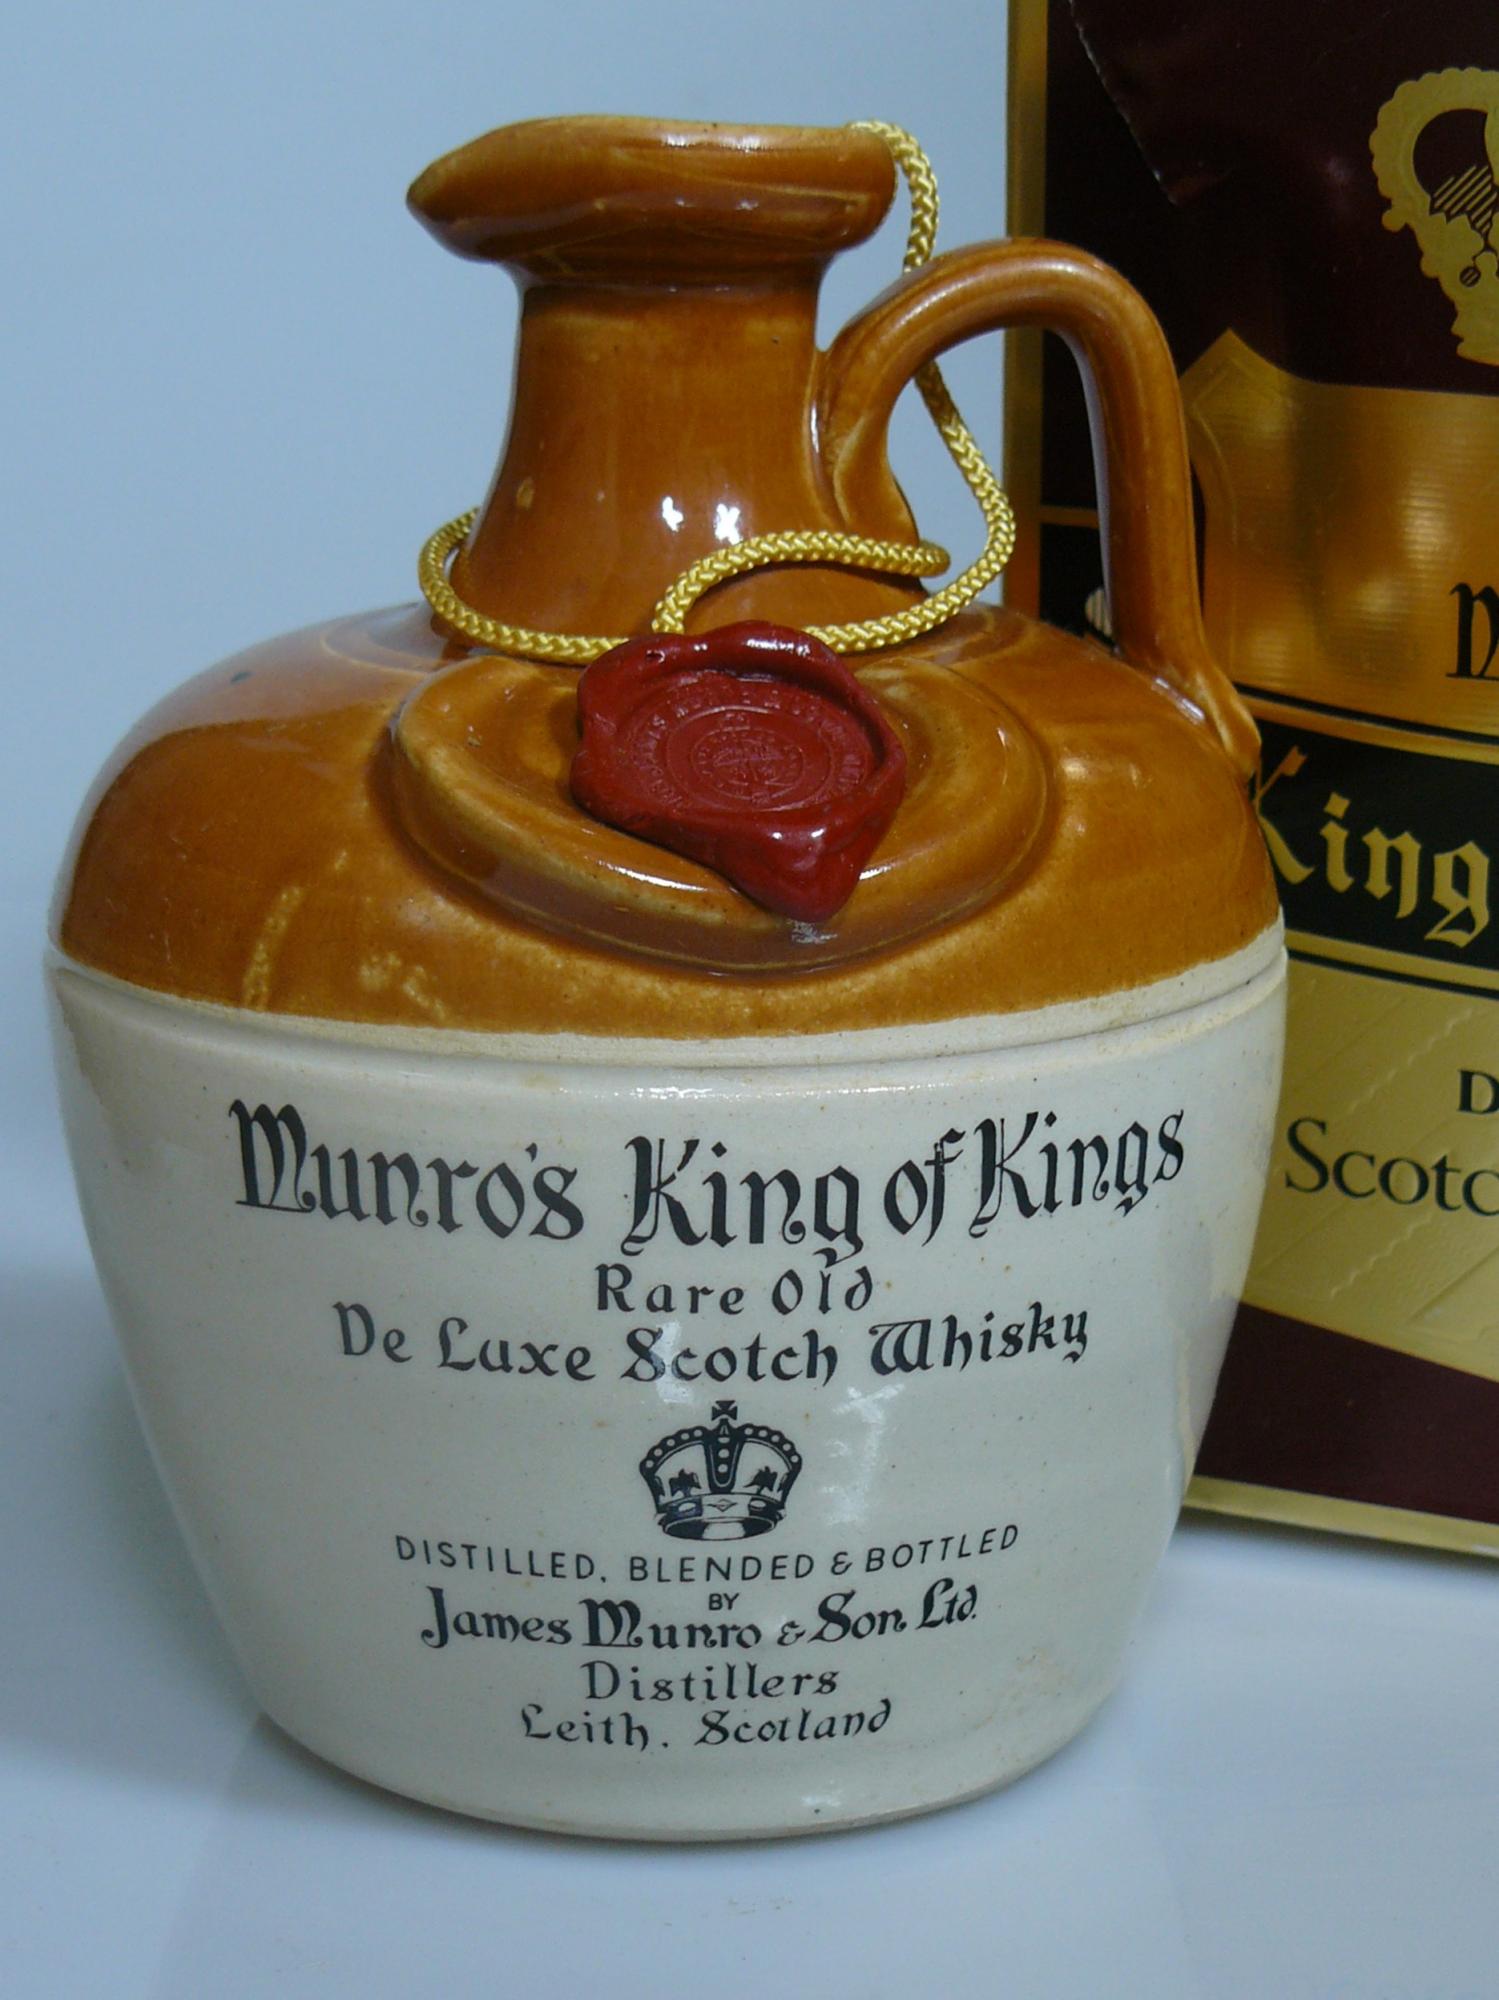 Munro's King of Kings
Rare Old
De Luxe Scotch Whisky
DISTILLED, BLENDED & BOTTLED
BY
James Munro & Son Ltd.
Distillers
Leith. Scotland
M
King
D
Scotc